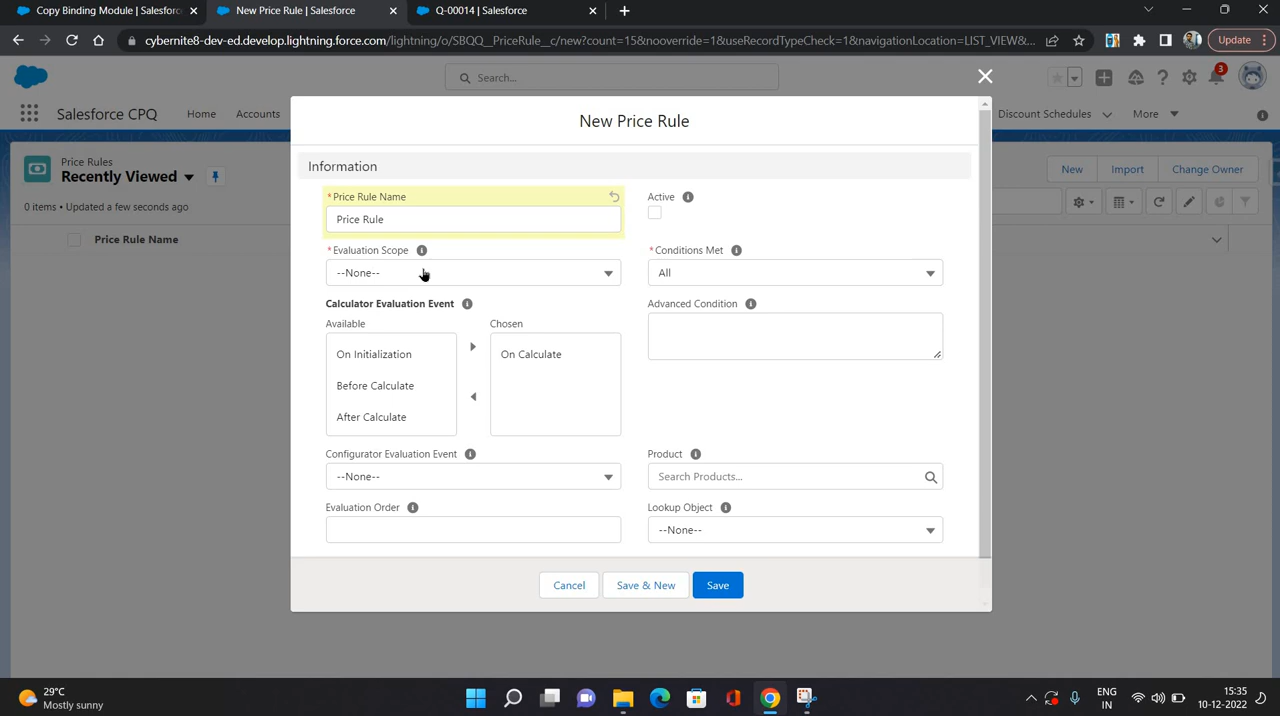 Copy Binding Module | Salesforc
New Price Rule | Salesforce
Q-00014 | Salesforce
cybernite8-dev-ed.develop.lightning.force.com/lightning/o/SBQQ__PriceRule__c/new?count=15&nooverride=1&useRecordTypeCheck=1&navigationLocation=LIST_VIEW&...
Update
Search...
3
Salesforce CPQ
Home
Accounts
Discount Schedules
More
Price Rules
Recently Viewed
New
Import
Change Owner
0 items • Updated a few seconds ago
Price Rule Name
New Price Rule
Information
*Price Rule Name
Price Rule
Active
*Evaluation Scope
--None--
*Conditions Met
All
Calculator Evaluation Event
Advanced Condition
Available
Chosen
On Initialization
Before Calculate
After Calculate
On Calculate
Configurator Evaluation Event
--None--
Product
Search Products...
Evaluation Order
Lookup Object
--None--
Cancel
Save & New
Save
29°C
Mostly sunny
ENG
IN
15:35
10-12-2022